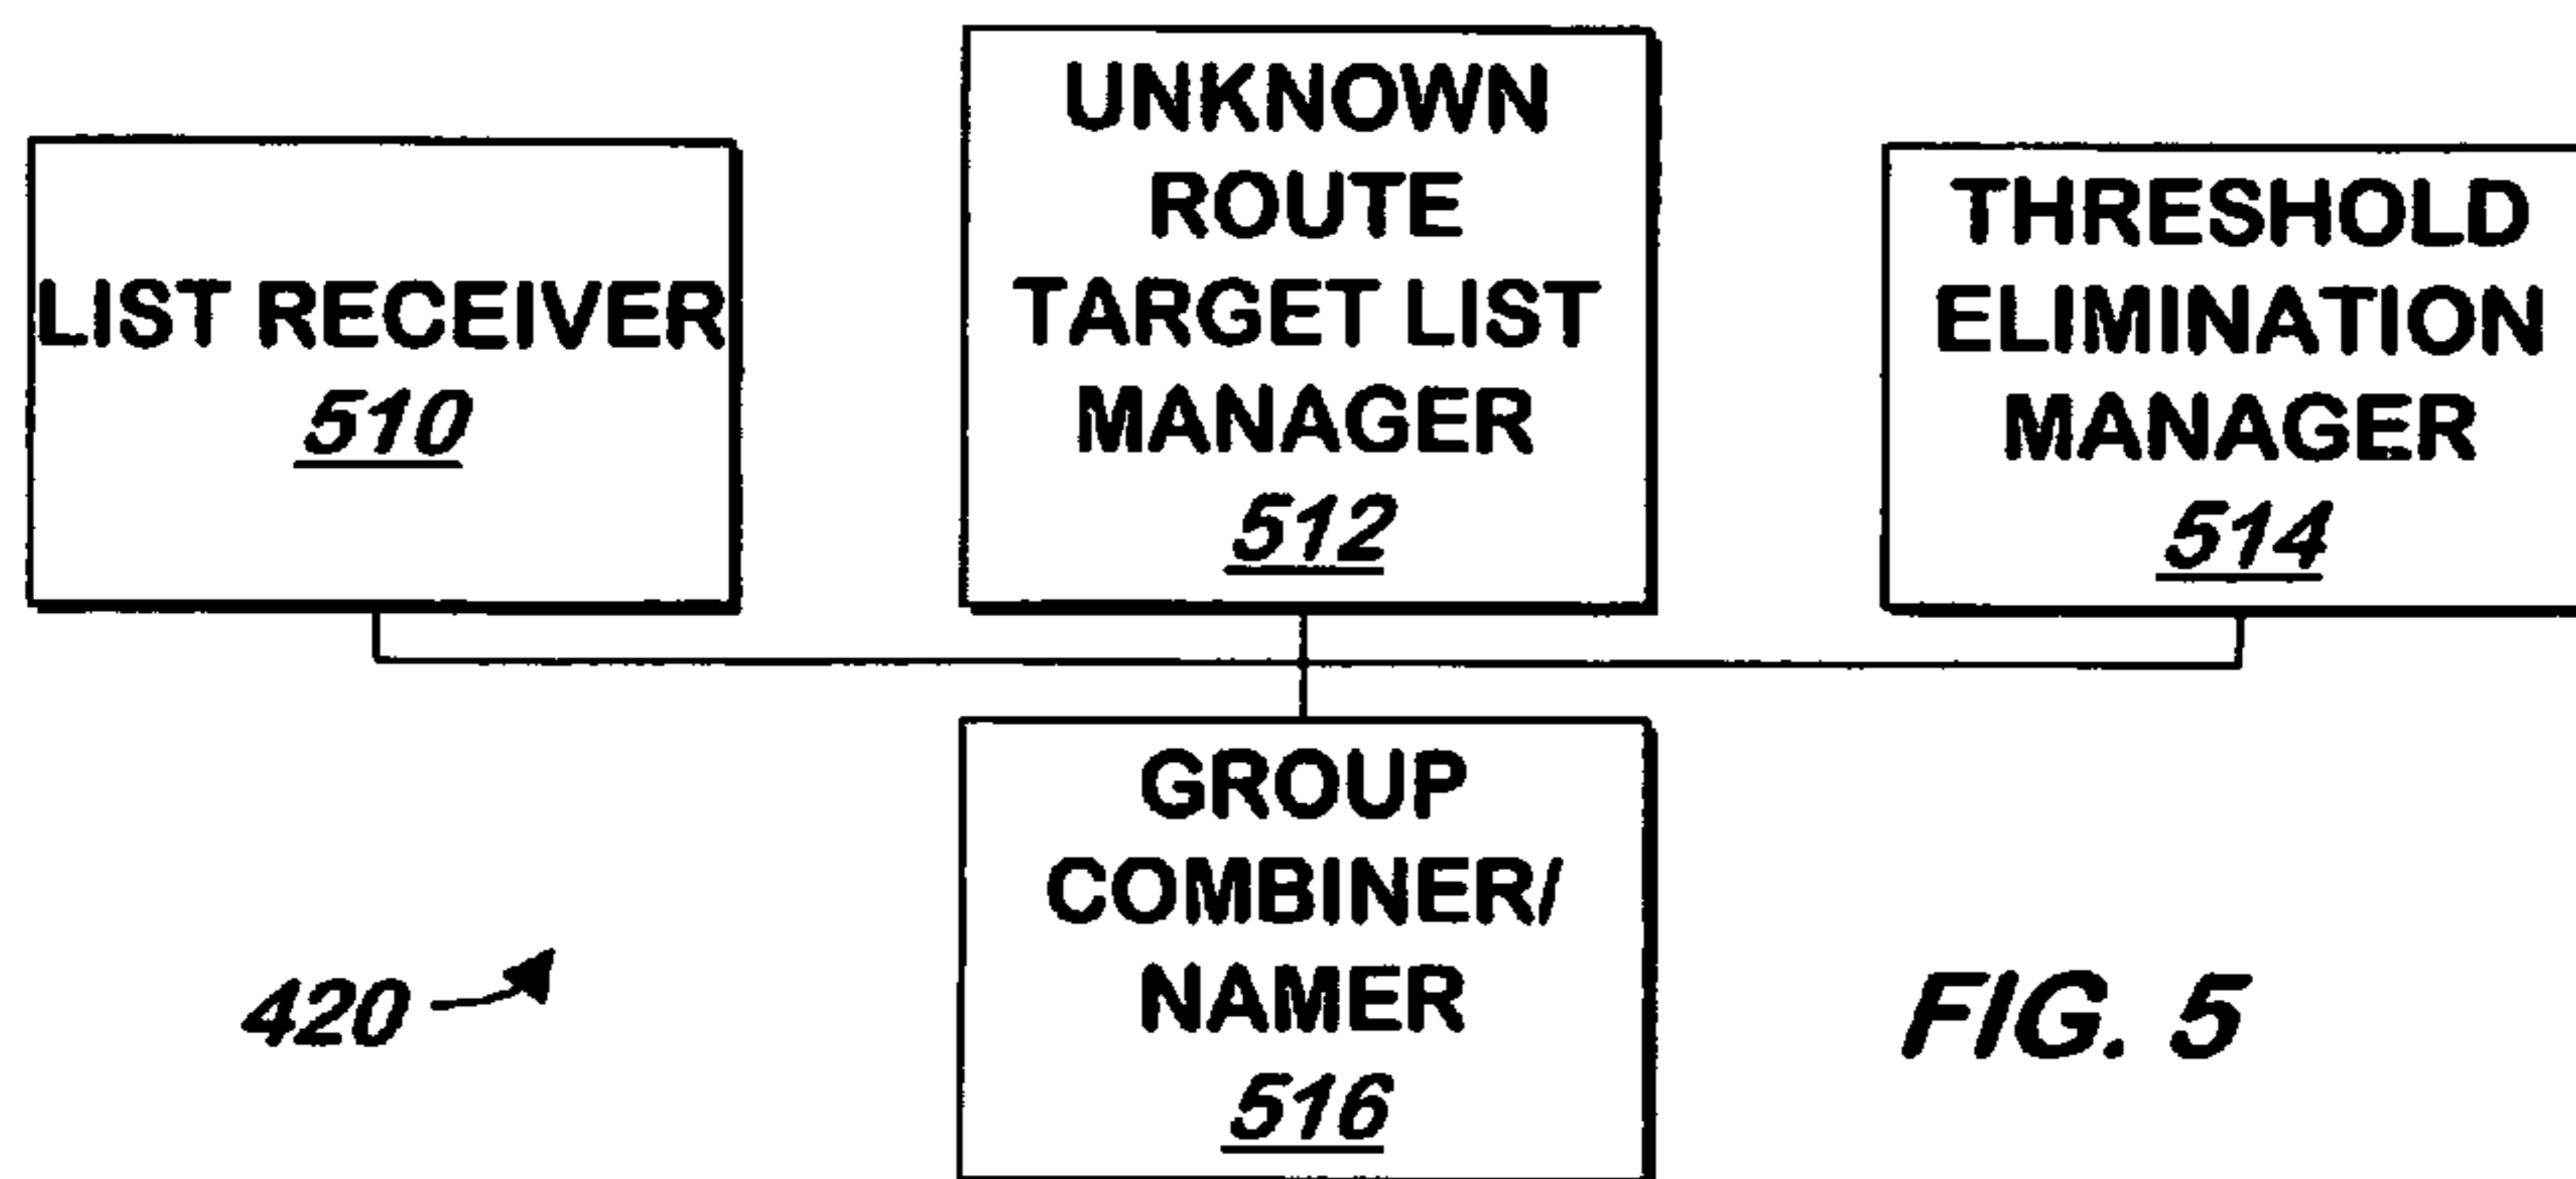 LIST RECEIVER
510
UNKNOWN
ROUTE
TARGET LIST
MANAGER
512
THRESHOLD
ELIMINATION
MANAGER
514
GROUP
COMBINER/
NAMER
516
420
FIG. 5